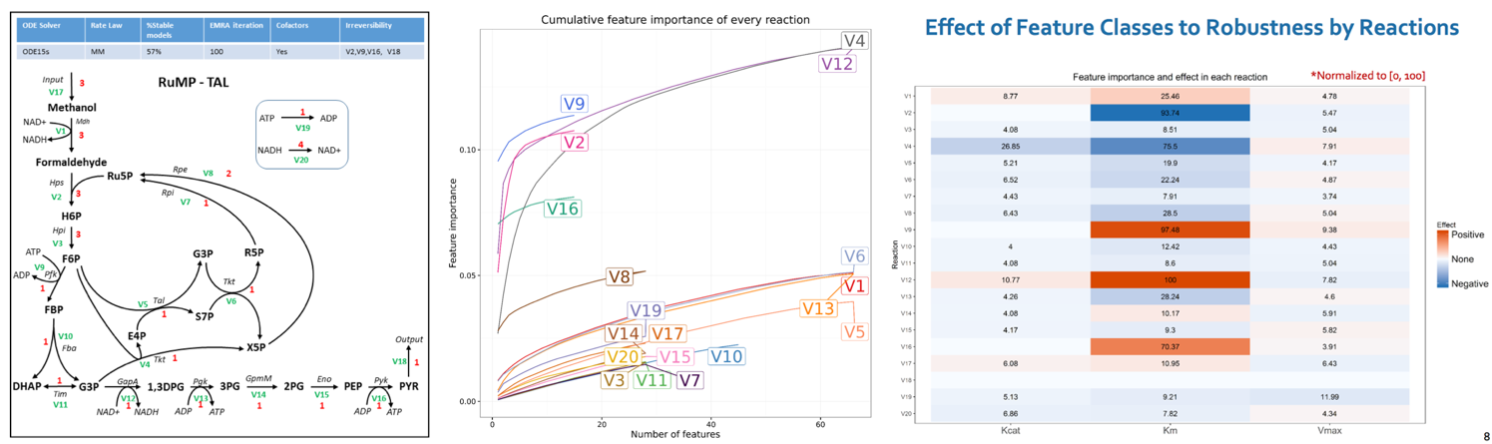 ODE Solver Rate Law %Stable models EMRA iteration Cofactors Irreversibility
ODE15s MM 57% 100 Yes V2,V9,V16, V18
RuMP - TAL
Input 3
V17
Methanol
NAD+ Mdh
V1 3
NADH
ATP 1 ADP
V19
NADH 4 NAD+
V20
Formaldehyde
Hps
V2 3
Ru5P
Rpe V8 2
Rpi V7 1
H6P
Hpi 3
V3
F6P
ATP
V9
ADP Pfk
1
G3P
R5P
Tkt
V6 1
V5 Tal
1
S7P
FBP
E4P
V10
1 Fba
X5P
V4 Tkt 1
Output
V18 1
DHAP 1 G3P GapA 1,3DPG Pgk 3PG GpmM 2PG Eno PEP Pyk PYR
Tim
V11
V12 V13 V14 V15 V16
NAD+ 1 NADH ADP 1 ATP 1 1 ADP 1 ATP
Cumulative feature importance of every reaction
Feature importance
0.10
0.05
0.00
V4
V12
V9
V2
V16
V8
V6
V1
V13
V5
V19
V14 V17
V20 V15 V10
V3 V11 V7
0 20 40 60
Number of features
Effect of Feature Classes to Robustness by Reactions
Feature importance and effect in each reaction
*Normalized to [0, 100]
Reaction
V1 8.77 25.46 4.78
V2 93.74 5.47
V3 4.08 8.51 5.04
V4 26.85 75.5 7.91
V5 5.21 19.9 4.17
V6 6.52 22.24 4.87
V7 4.43 7.91 3.74
V8 6.43 28.5 5.04
V9 97.48 9.38
V10 4 12.42 4.43
V11 4.08 8.6 5.04
V12 10.77 100 7.82
V13 4.26 28.24 4.6
V14 4.08 10.17 5.91
V15 4.17 9.3 5.82
V16 70.37 3.91
V17 6.08 10.95 6.43
V18
V19 5.13 9.21 11.99
V20 6.86 7.82 4.34
Kcat Km Vmax
Effect
Positive
None
Negative
8